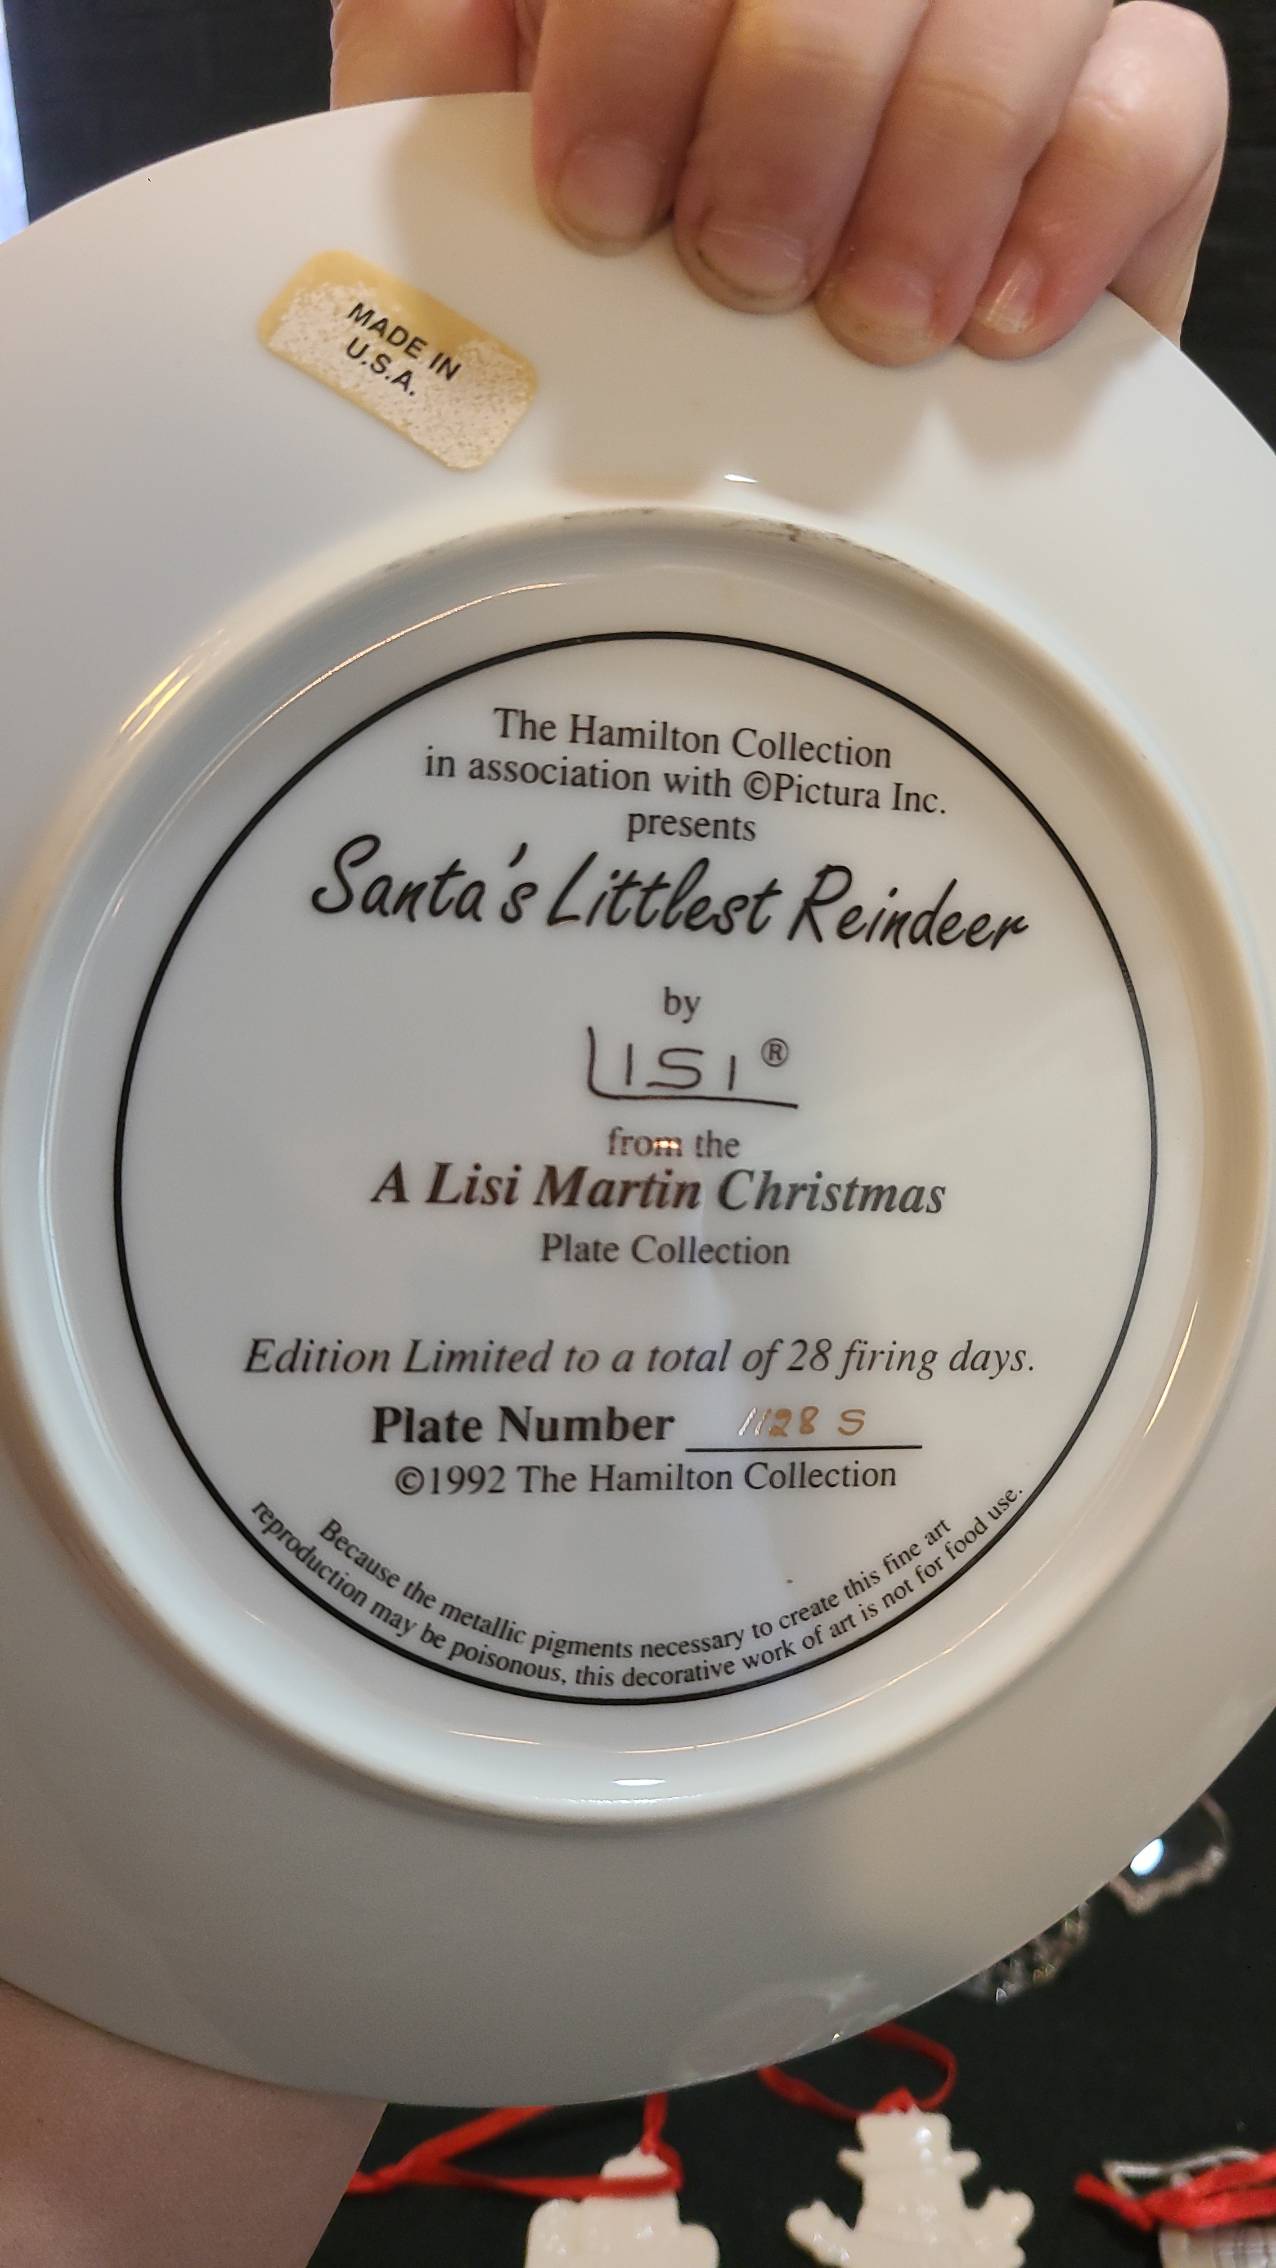 MADE IN
U.S.A.
The Hamilton Collection
in association with ©Pictura Inc.
presents
Santa's Littlest Reindeer
by
LISI®
from the
A Lisi Martin Christmas
Plate Collection
Edition Limited to a total of 28 firing days.
Plate Number 1128 S
©1992 The Hamilton Collection
Because the metallic pigments necessary to create this fine art
reproduction may be poisonous, this decorative work of art is not for food use.